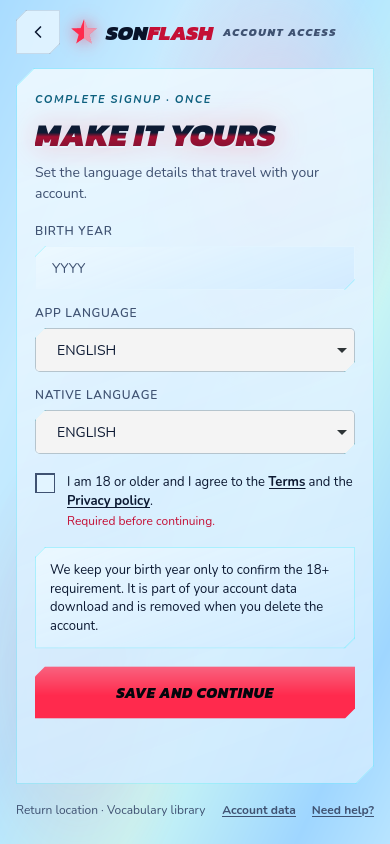 SONFLASH ACCOUNT ACCESS
COMPLETE SIGNUP · ONCE
MAKE IT YOURS
Set the language details that travel with your
account.
BIRTH YEAR
YYYY
APP LANGUAGE
ENGLISH
NATIVE LANGUAGE
ENGLISH
I am 18 or older and I agree to the Terms and the
Privacy policy.
Required before continuing.
We keep your birth year only to confirm the 18+
requirement. It is part of your account data
download and is removed when you delete the
account.
SAVE AND CONTINUE
Return location · Vocabulary library Account data Need help?